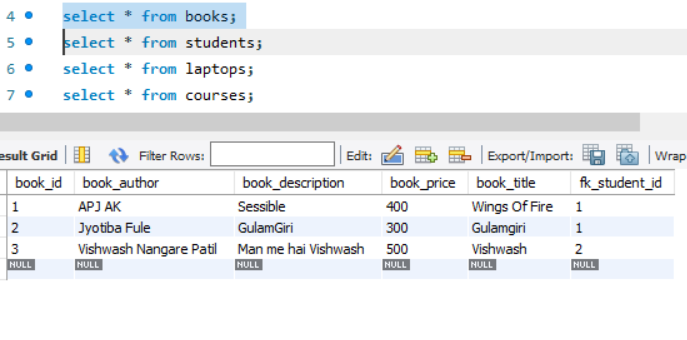 4 select * from books;
5 select * from students;
6 select * from laptops;
7 select * from courses;
esult Grid Filter Rows: Edit: Export/Import: Wrap
book_id book_author book_description book_price book_title fk_student_id
1 APJ AK Sessible 400 Wings Of Fire 1
2 Jyotiba Fule GulamGiri 300 Gulamgiri 1
3 Vishwash Nangare Patil Man me hai Vishwash 500 Vishwash 2
NULL NULL NULL NULL NULL NULL